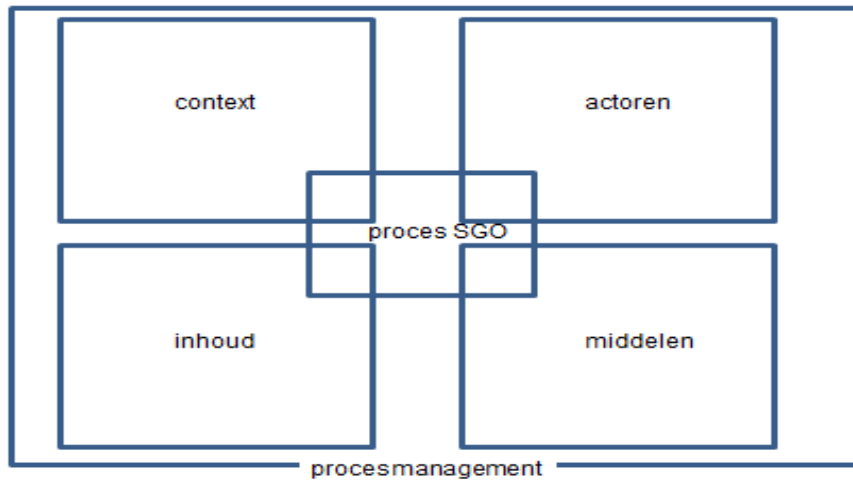 context
actoren
proces SGO
inhoud
middelen
procesmanagement